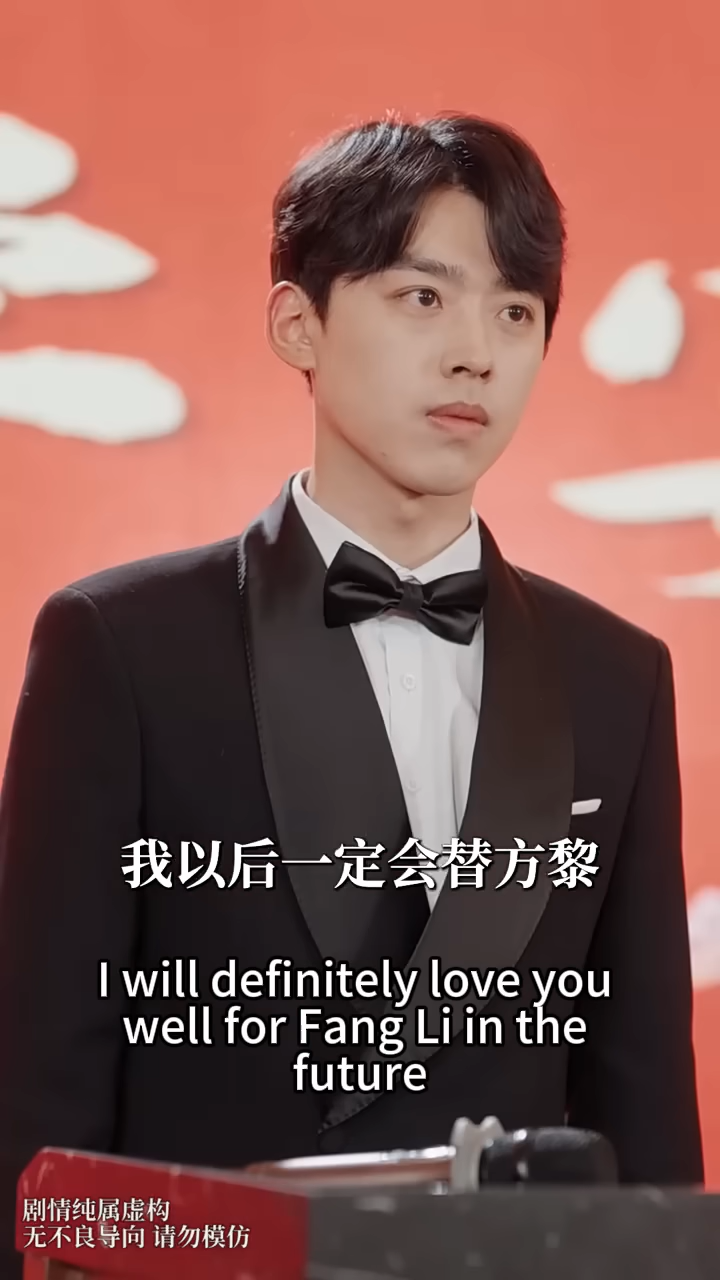 我以后一定会替方黎
I will definitely love you
well for Fang Li in the
future
剧情纯属虚构
无不良导向 请勿模仿